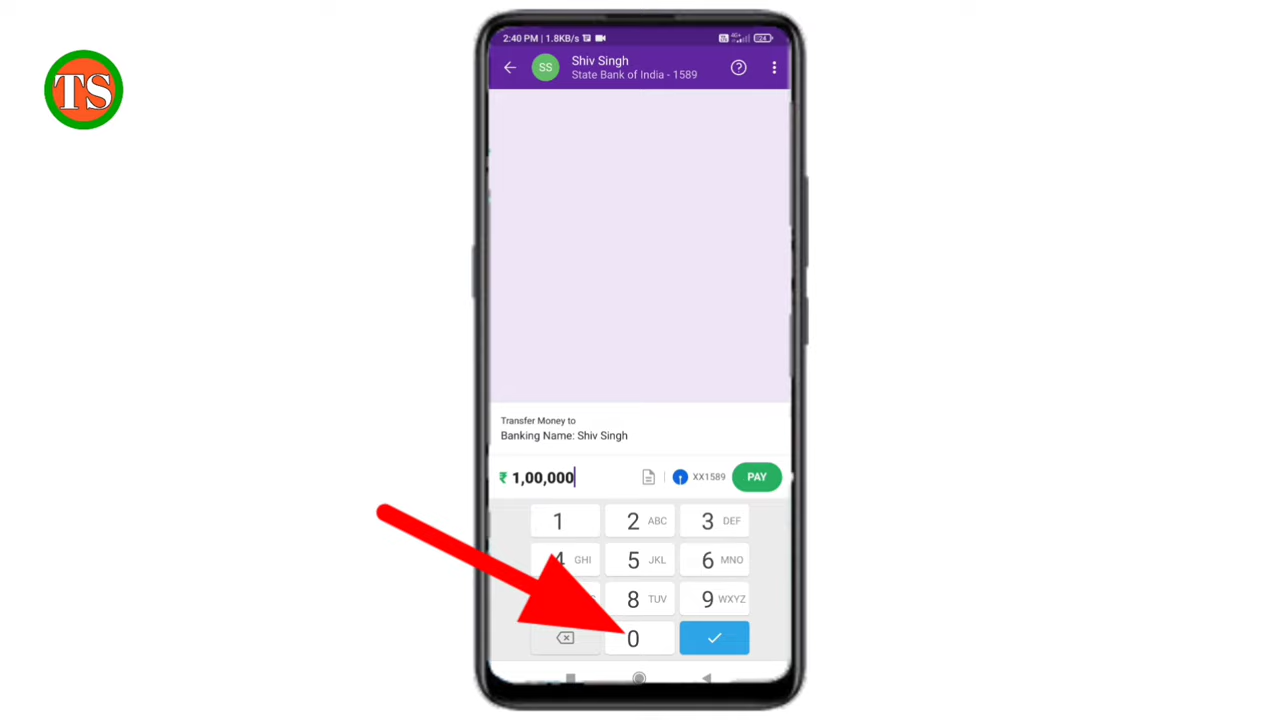 TS
2:40 PM | 1.8KB/s
SS
Shiv Singh
State Bank of India - 1589
Transfer Money to
Banking Name: Shiv Singh
₹ 1,00,000
XX1589
PAY
1
2 ABC
3 DEF
4 GHI
5 JKL
6 MNO
8 TUV
9 WXYZ
0